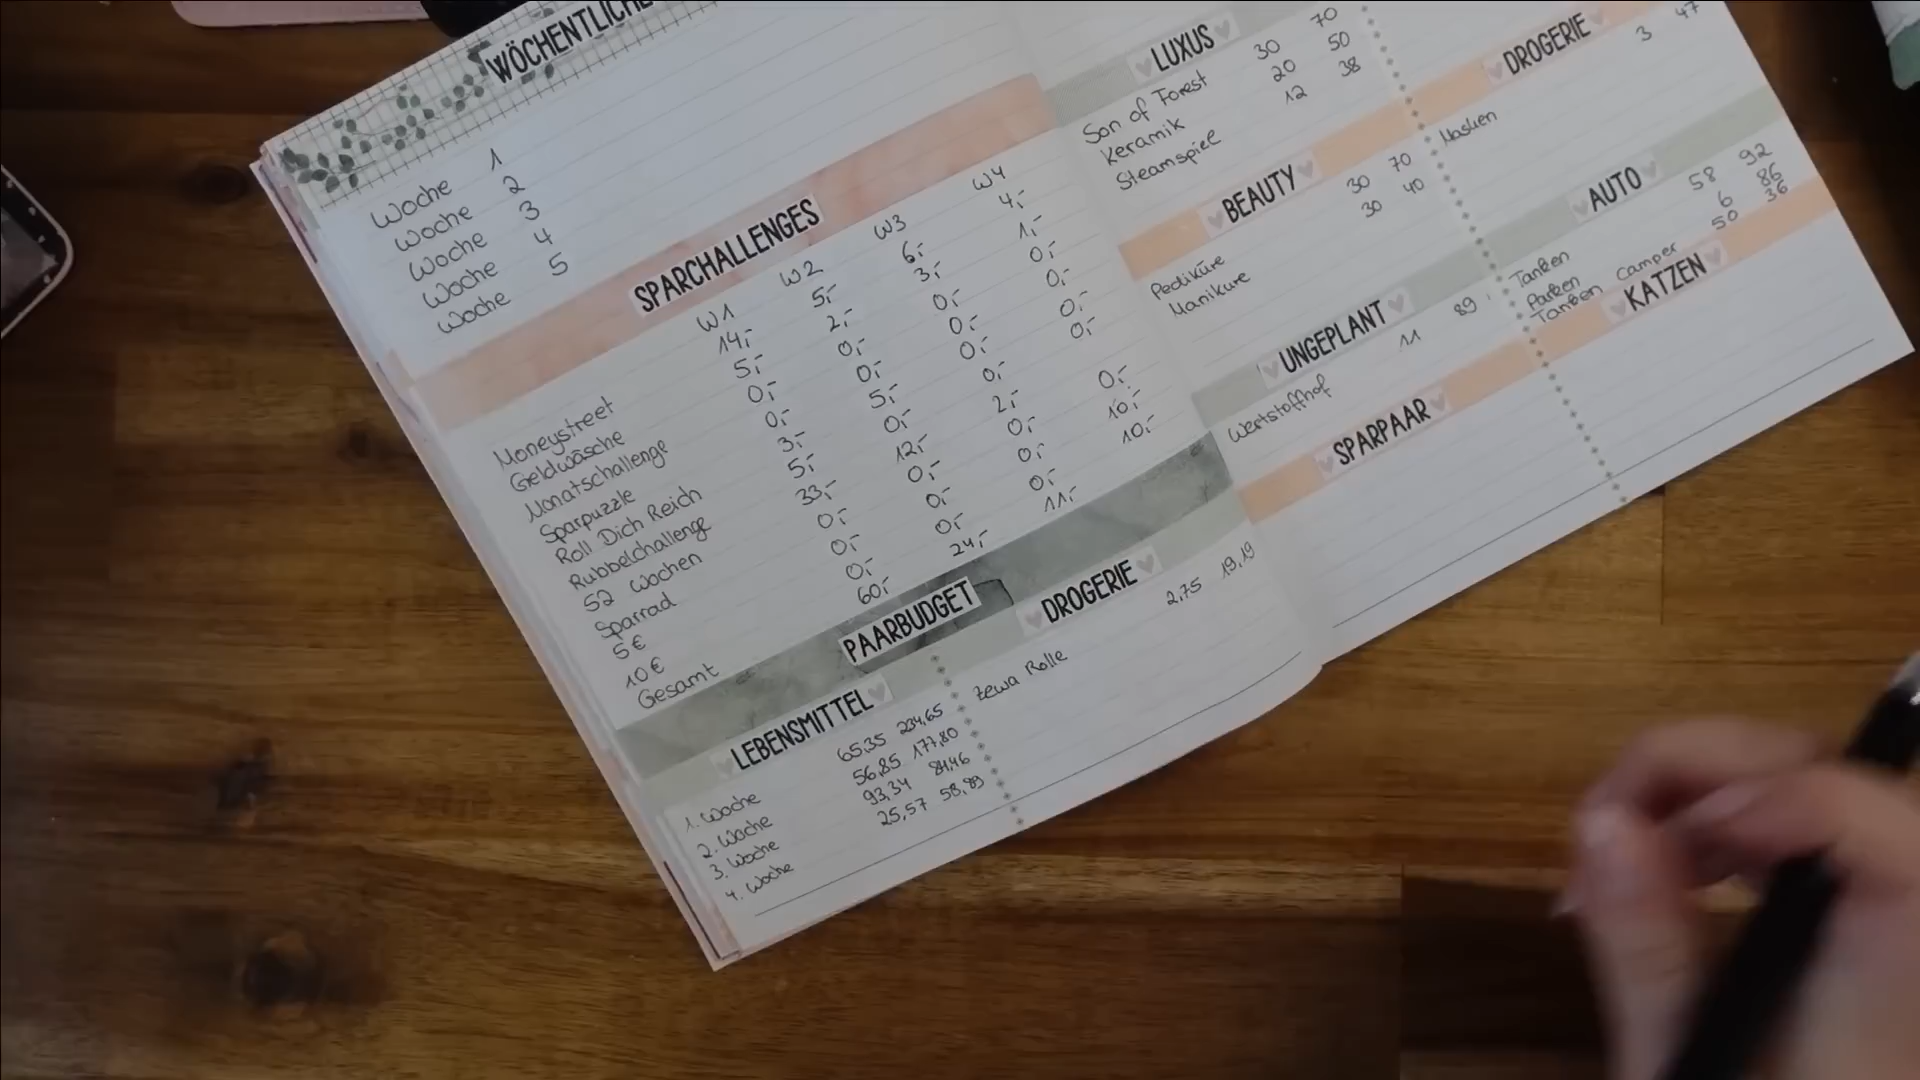 WÖCHENTLICHE
Woche 1
Woche 2
Woche 3
Woche 4
Woche 5
SPARCHALLENGES
W1 W2 W3 W4
Moneystreet 14,- 5,- 6,- 4,-
Geldwäsche 5,- 2,- 3,- 1,-
Monatschallenge 0,- 0,- 0,- 0,-
Sparpuzzle 0,- 0,- 0,- 0,-
Roll Dich Reich 3,- 5,- 0,- 0,-
Rubbelchallenge 5,- 0,- 0,- 0,-
52 Wochen 33,- 12,- 2,-
Sparrad 0,- 0,- 0,- 0,-
5€ 0,- 0,- 0,- 10,-
10€ 0,- 0,- 0,- 10,-
Gesamt 60,- 24,- 11,-
PAARBUDGET
LEBENSMITTEL
1. Woche 65,35 234,65
2. Woche 56,85 177,80
3. Woche 93,34 84,46
4. Woche 25,57 58,89
DROGERIE
Zewa Rolle 2,75 19,19
LUXUS
Son of Forest 30 70
Keramik 20 50
Steamspiel 12 38
BEAUTY
Pediküre 30 70
Maniküre 30 40
UNGEPLANT
Wertstoffhof 11 89
SPARPAAR
DROGERIE
Masken 3 47
AUTO
Tanken 58 92
Parken 6 86
Tanken Camper 50 36
KATZEN